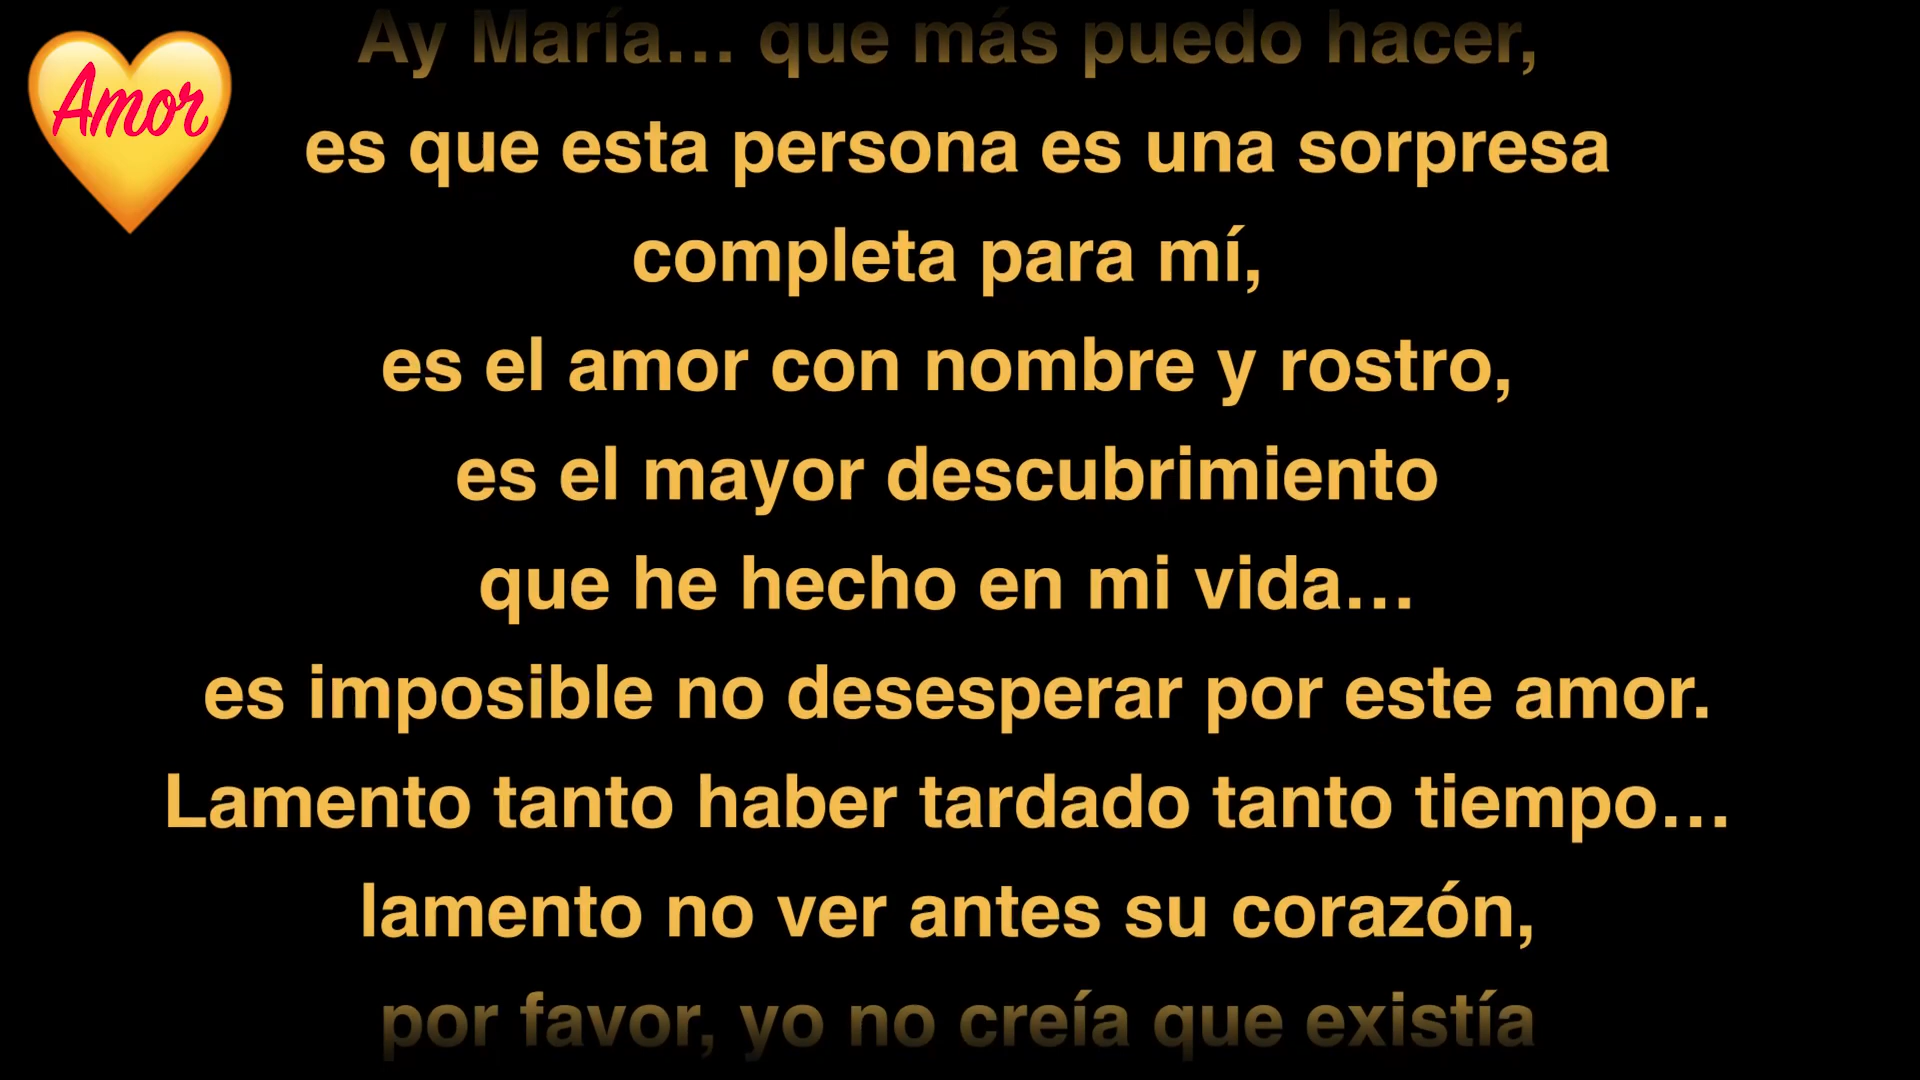 Amor
Ay María... que más puedo hacer,
es que esta persona es una sorpresa
completa para mí,
es el amor con nombre y rostro,
es el mayor descubrimiento
que he hecho en mi vida...
es imposible no desesperar por este amor.
Lamento tanto haber tardado tanto tiempo...
lamento no ver antes su corazón,
por favor, yo no creía que existía